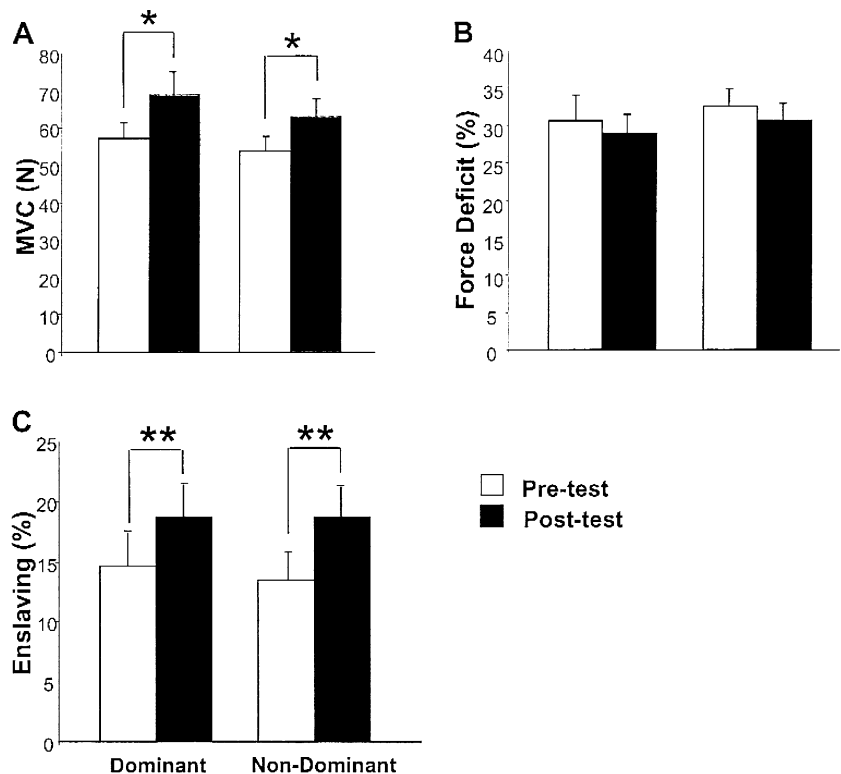 A
*
*
MVC (N)
80
70
60
50
40
30
20
10
0
B
Force Deficit (%)
40
35
30
25
20
15
10
5
0
C
**
**
Enslaving (%)
25
20
15
10
5
0
Dominant
Non-Dominant
Pre-test
Post-test